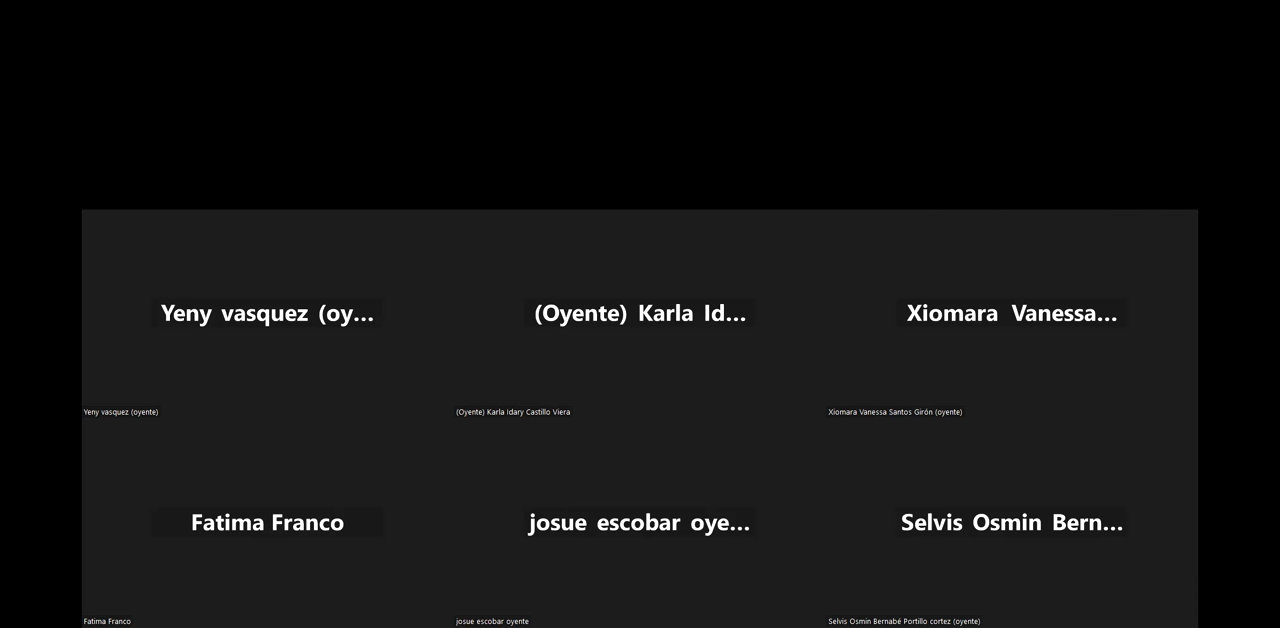 Yeny vasquez (oy...
(Oyente) Karla Id...
Xiomara Vanessa...
Yeny vasquez (oyente)
(Oyente) Karla Idary Castillo Viera
Xiomara Vanessa Santos Girón (oyente)
Fatima Franco
josue escobar oye...
Selvis Osmin Bern...
Fatima Franco
josue escobar oyente
Selvis Osmin Bernabé Portillo cortez (oyente)